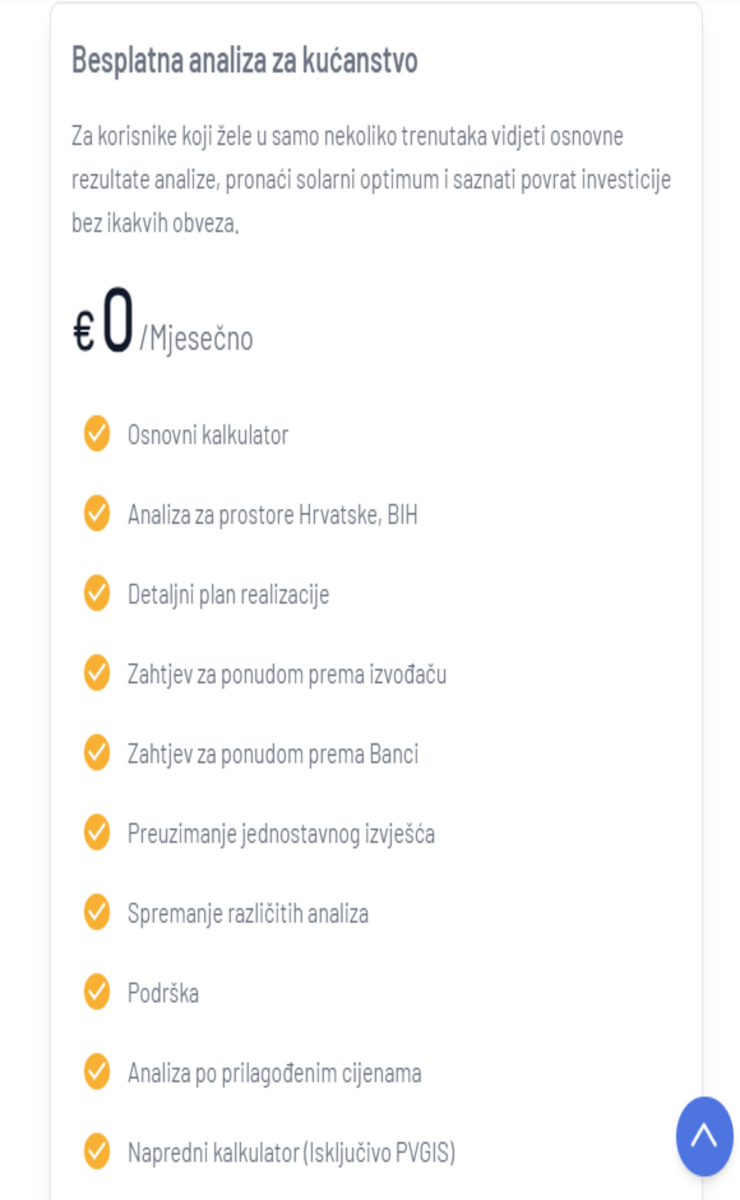 Besplatna analiza za kućanstvo
Za korisnike koji žele u samo nekoliko trenutaka vidjeti osnovne
rezultate analize, pronaći solarni optimum i saznati povrat investicije
bez ikakvih obveza.
€ 0 /Mjesečno
Osnovni kalkulator
Analiza za prostore Hrvatske, BIH
Detaljni plan realizacije
Zahtjev za ponudom prema izvođaču
Zahtjev za ponudom prema Banci
Preuzimanje jednostavnog izvješća
Spremanje različitih analiza
Podrška
Analiza po prilagođenim cijenama
Napredni kalkulator (Isključivo PVGIS)